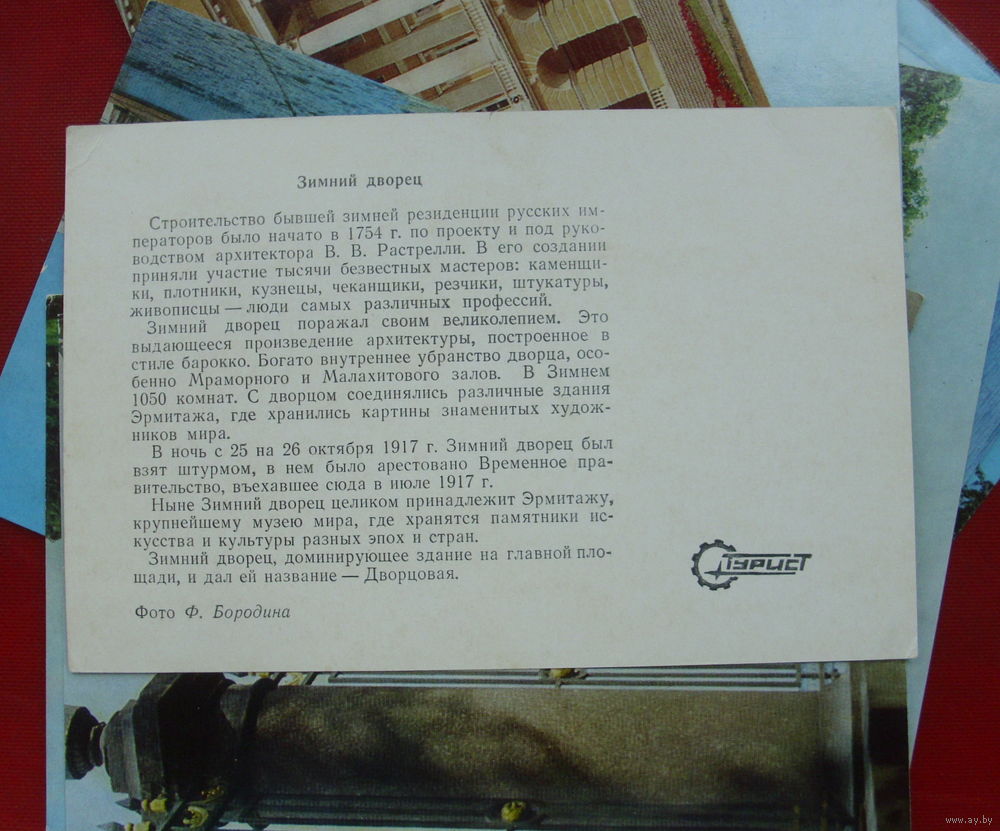 Зимний дворец
Строительство бывшей зимней резиденции русских им-
ператоров было начато в 1754 г. по проекту и под руко-
водством архитектора В. В. Растрелли. В его создании
приняли участие тысячи безвестных мастеров: каменщи-
ки, плотники, кузнецы, чеканщики, резчики, штукатуры,
живописцы — люди самых различных профессий.
Зимний дворец поражал своим великолепием. Это
выдающееся произведение архитектуры, построенное в
стиле барокко. Богато внутреннее убранство дворца, осо-
бенно Мраморного и Малахитового залов. В Зимнем
1050 комнат. С дворцом соединялись различные здания
Эрмитажа, где хранились картины знаменитых худож-
ников мира.
В ночь с 25 на 26 октября 1917 г. Зимний дворец был
взят штурмом, в нем было арестовано Временное пра-
вительство, въехавшее сюда в июле 1917 г.
Ныне Зимний дворец целиком принадлежит Эрмитажу,
крупнейшему музею мира, где хранятся памятники ис-
кусства и культуры разных эпох и стран.
Зимний дворец, доминирующее здание на главной пло-
щади, и дал ей название — Дворцовая.
Фото Ф. Бородина
ТУРИСТ
www.ay.by